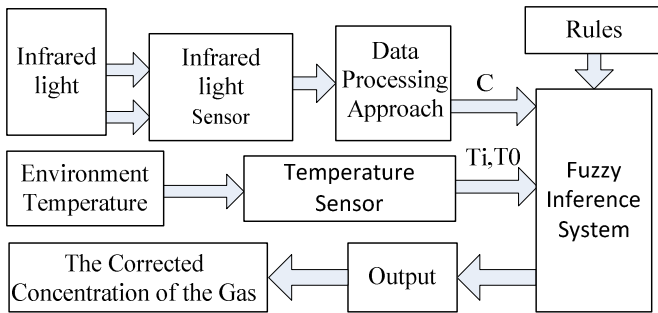 Infrared
light
Infrared
light
Sensor
Data
Processing
Approach
C
Rules
Environment
Temperature
Temperature
Sensor
Ti,T0
Fuzzy
Inference
System
The Corrected
Concentration of the Gas
Output